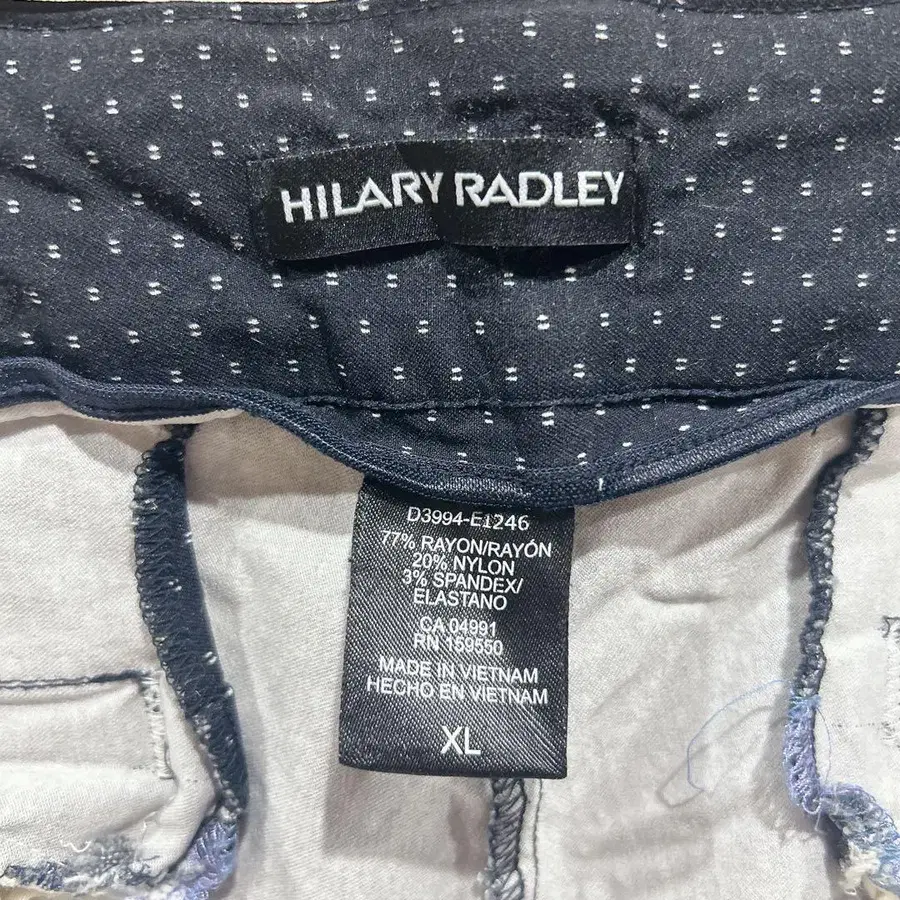 HILARY RADLEY
D3994-E1246
77% RAYON/RAYÓN
20% NYLON
3% SPANDEX/
ELASTANO
CA 04991
RN 159550
MADE IN VIETNAM
HECHO EN VIETNAM
XL